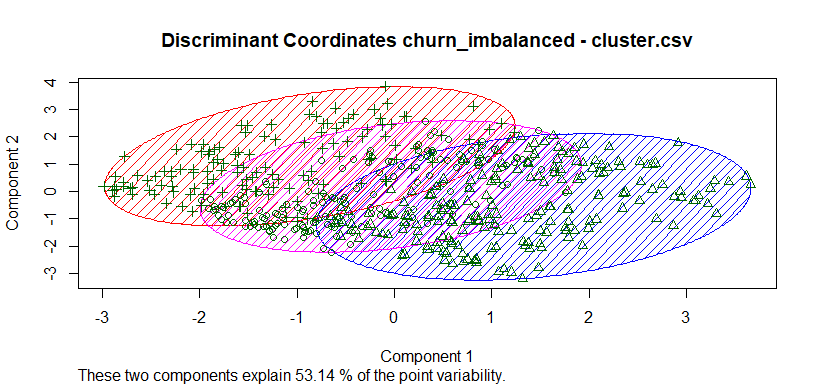 Discriminant Coordinates churn_imbalanced - cluster.csv
Component 2
4
3
2
1
0
-1
-2
-3
-3 -2 -1 0 1 2 3
Component 1
These two components explain 53.14 % of the point variability.